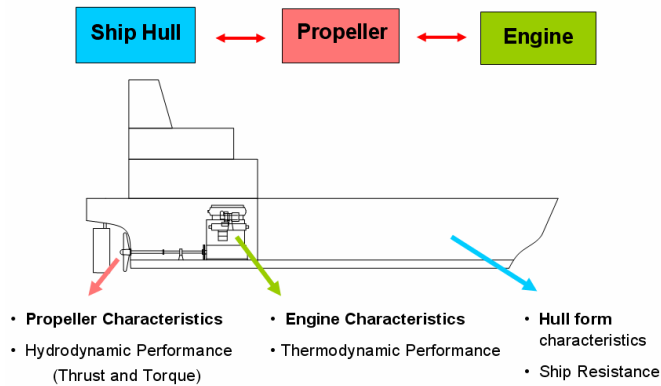 Ship Hull
Propeller
Engine
• Propeller Characteristics
• Hydrodynamic Performance
(Thrust and Torque)
• Engine Characteristics
• Thermodynamic Performance
• Hull form
characteristics
• Ship Resistance